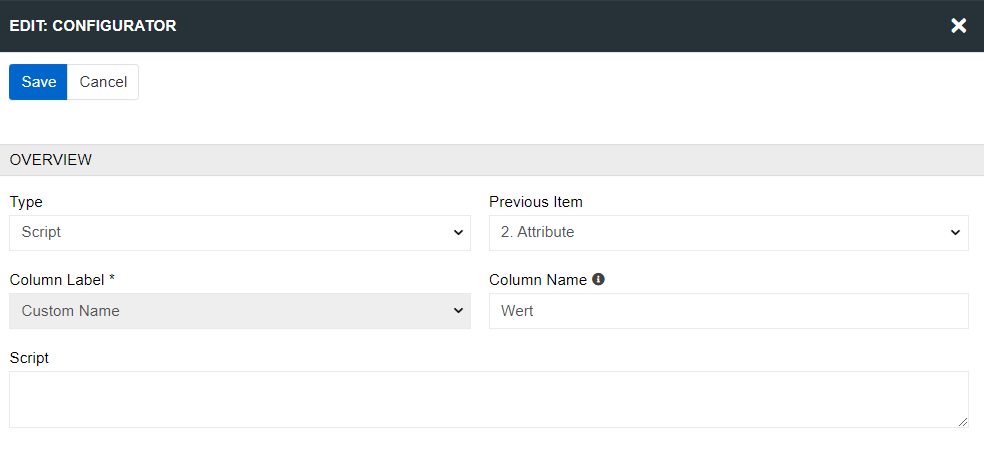 EDIT: CONFIGURATOR
Save Cancel
OVERVIEW
Type Previous Item
Script 2. Attribute
Column Label * Column Name
Custom Name Wert
Script